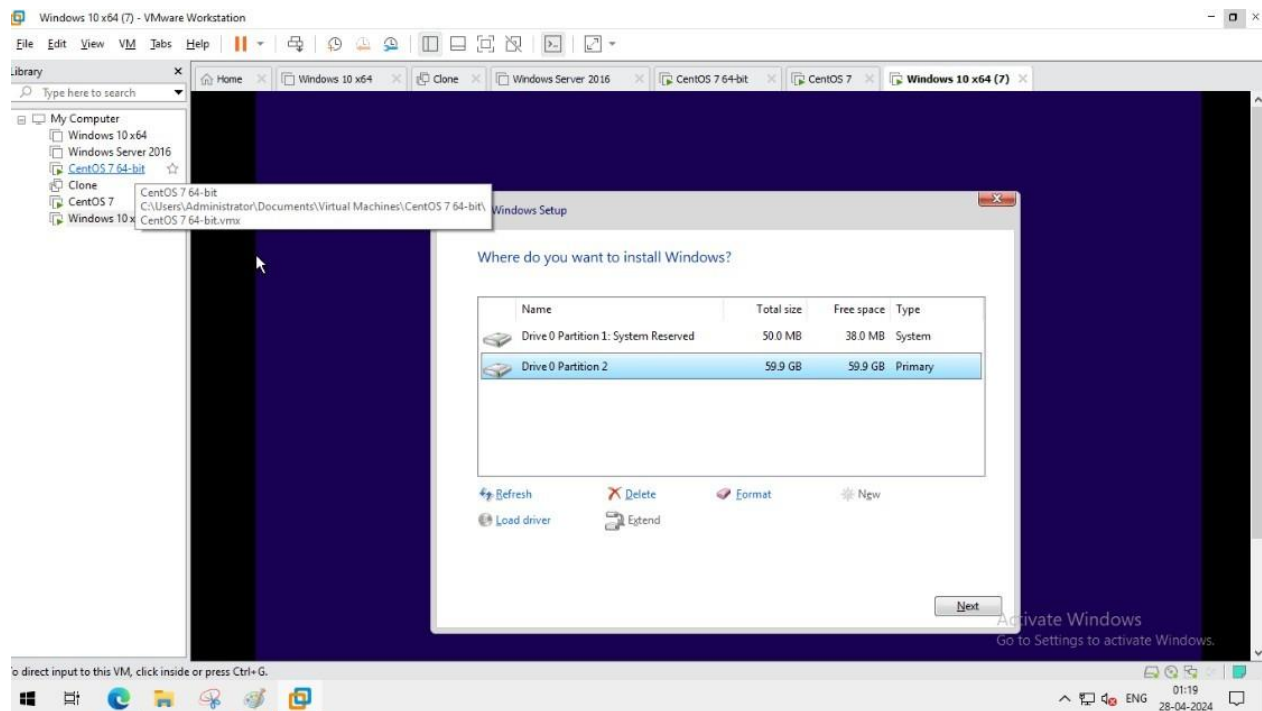 Windows 10 x64 (7) - VMware Workstation
File Edit View VM Tabs Help
Library
Type here to search
Home Windows 10 x64 Clone Windows Server 2016 CentOS 7 64-bit CentOS 7 Windows 10 x64 (7)
My Computer
Windows 10 x64
Windows Server 2016
CentOS 7 64-bit
Clone
CentOS 7
Windows 10 x
CentOS 7 64-bit
C:\Users\Administrator\Documents\Virtual Machines\CentOS 7 64-bit\
CentOS 7 64-bit.vmx
Windows Setup
Where do you want to install Windows?
Name Total size Free space Type
Drive 0 Partition 1: System Reserved 50.0 MB 38.0 MB System
Drive 0 Partition 2 59.9 GB 59.9 GB Primary
Refresh Delete Format New
Load driver Extend
Next
Activate Windows
Go to Settings to activate Windows.
o direct input to this VM, click inside or press Ctrl+G.
ENG
01:19
28-04-2024